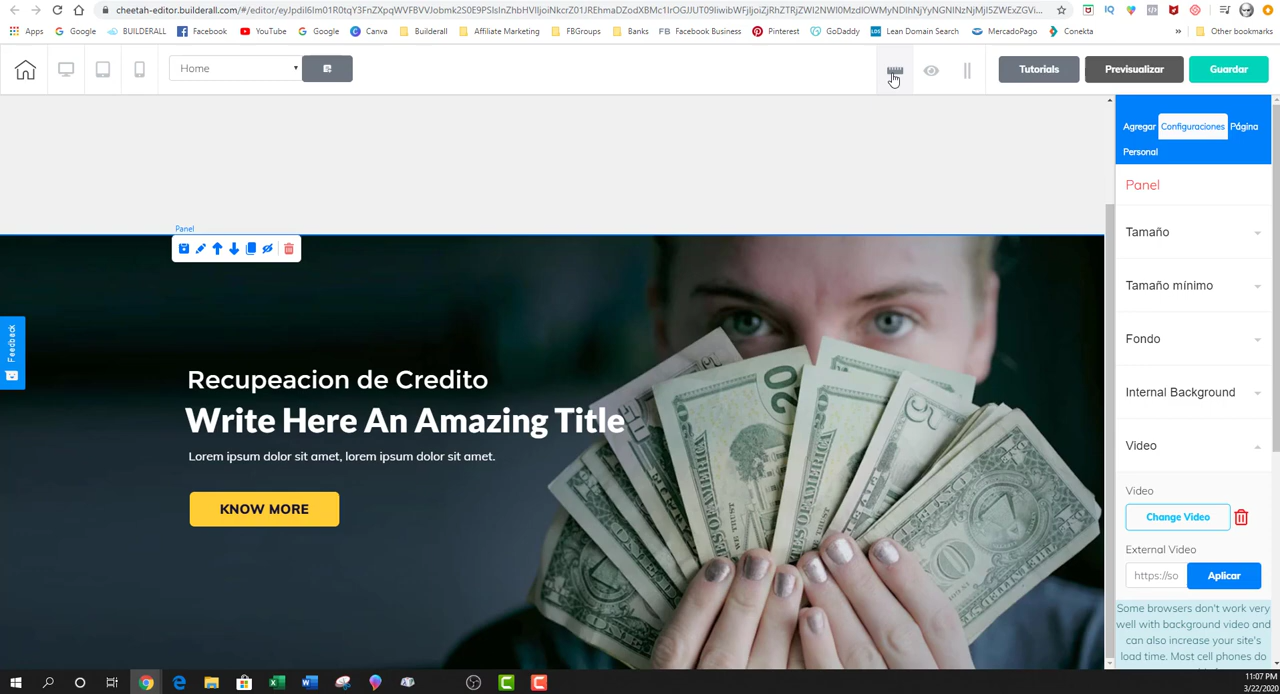 cheetah-editor.builderall.com/#/editor/
Apps Google BUILDERALL Facebook YouTube Google Canva Affiliate Marketing FBGroups Builderall Banks FB Facebook Business Pinterest GoDaddy LDS Lean Domain Search MercadoPago Conekta » Other bookmarks
Home Tutorials Previsualizar Guardar
Agregar Configuraciones Página
Personal
Panel
Tamaño
Panel
Tamaño mínimo
Feedback
Fondo
Recupeacion de Credito
Internal Background
Write Here An Amazing Title
Video
Lorem ipsum dolor sit amet, lorem ipsum dolor sit amet.
Video
KNOW MORE
Change Video
External Video
https://so Aplicar
Some browsers don't work very
well with background video and
can also increase your site's
load time. Most cell phones do
11:07 PM
3/22/2020